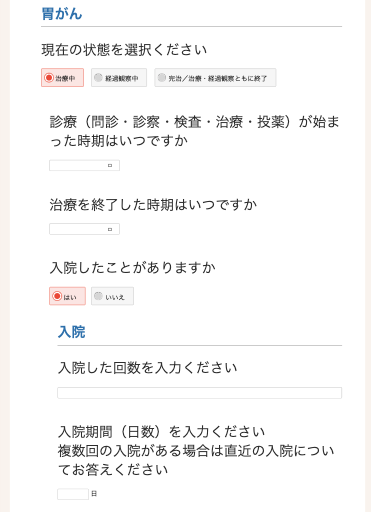 胃がん
現在の状態を選択ください
治療中 経過観察中 完治／治療・経過観察ともに終了
診療（問診・診察・検査・治療・投薬）が始ま
った時期はいつですか
治療を終了した時期はいつですか
入院したことがありますか
はい いいえ
入院
入院した回数を入力ください
入院期間（日数）を入力ください
複数回の入院がある場合は直近の入院につい
てお答えください
日